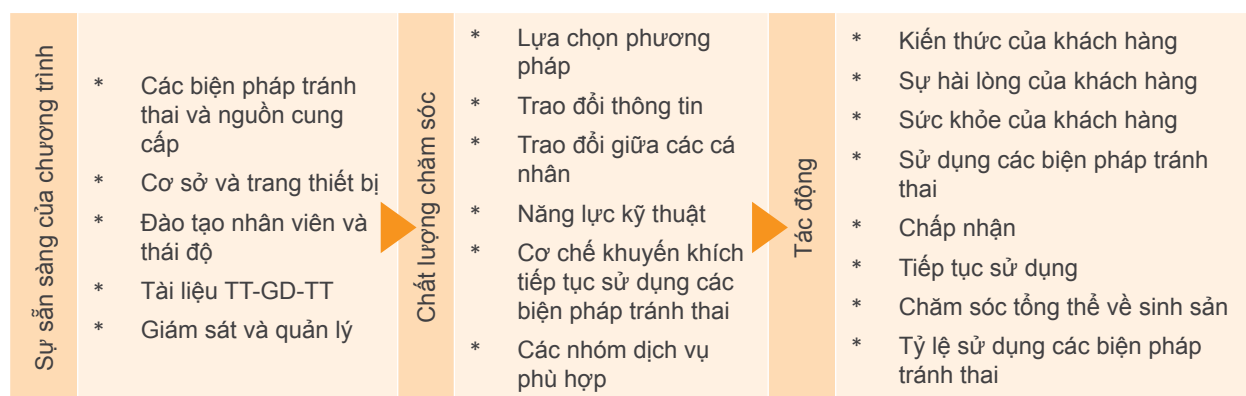 Sự sẵn sàng của chương trình
* Các biện pháp tránh
thai và nguồn cung
cấp
* Cơ sở và trang thiết bị
* Đào tạo nhân viên và
thái độ
* Tài liệu TT-GD-TT
* Giám sát và quản lý
Chất lượng chăm sóc
* Lựa chọn phương
pháp
* Trao đổi thông tin
* Trao đổi giữa các cá
nhân
* Năng lực kỹ thuật
* Cơ chế khuyến khích
tiếp tục sử dụng các
biện pháp tránh thai
* Các nhóm dịch vụ
phù hợp
Tác động
* Kiến thức của khách hàng
* Sự hài lòng của khách hàng
* Sức khỏe của khách hàng
* Sử dụng các biện pháp tránh
thai
* Chấp nhận
* Tiếp tục sử dụng
* Chăm sóc tổng thể về sinh sản
* Tỷ lệ sử dụng các biện pháp
tránh thai